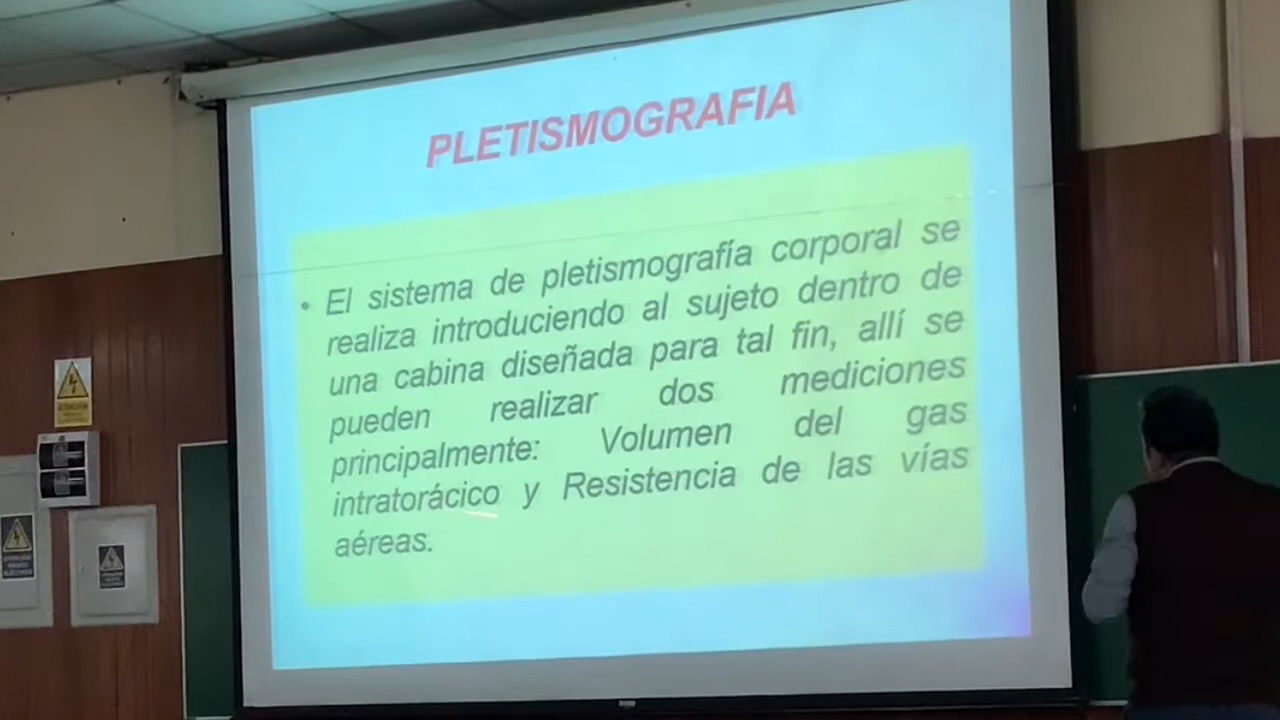 PLETISMOGRAFIA
• El sistema de pletismografía corporal se
realiza introduciendo al sujeto dentro de
una cabina diseñada para tal fin, allí se
pueden realizar dos mediciones
principalmente: Volumen del gas
intratorácico y Resistencia de las vías
aéreas.